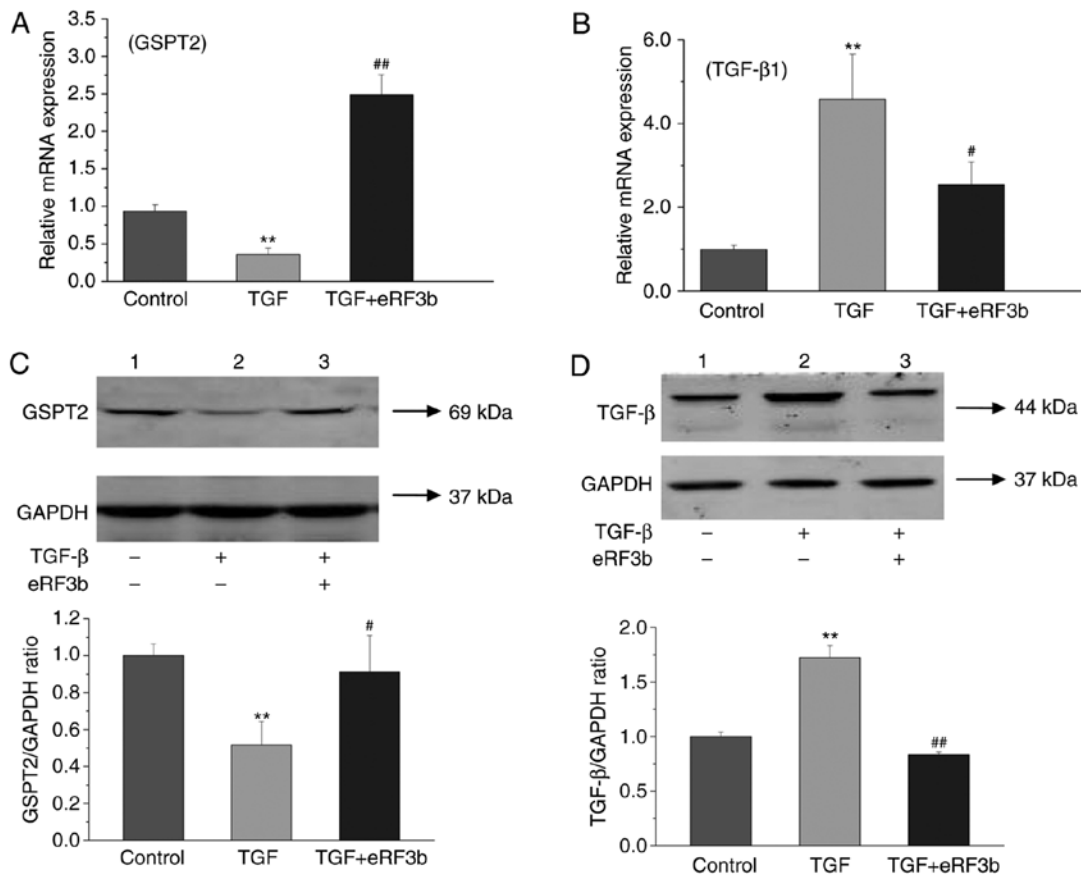 A
(GSPT2)
Relative mRNA expression
3.5
3.0
2.5
2.0
1.5
1.0
0.5
0.0
**
##
Control TGF TGF+eRF3b
B
(TGF-β1)
Relative mRNA expression
6.0
4.0
2.0
0.0
**
#
Control TGF TGF+eRF3b
C
1 2 3
GSPT2 69 kDa
GAPDH 37 kDa
TGF-β – + +
eRF3b – – +
GSPT2/GAPDH ratio
1.2
1.0
0.8
0.6
0.4
0.2
0.0
**
#
Control TGF TGF+eRF3b
D
1 2 3
TGF-β 44 kDa
GAPDH 37 kDa
TGF-β – + +
eRF3b – – +
TGF-β/GAPDH ratio
2.0
1.5
1.0
0.5
0.0
**
##
Control TGF TGF+eRF3b